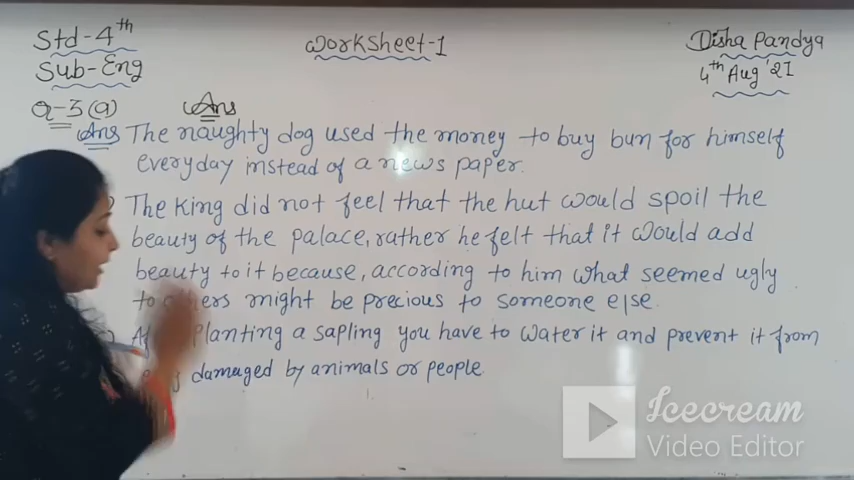 Std-4th
Sub-Eng
Worksheet-1
Disha Pandya
4th Aug '21
Q-3(a)
Ans
Ans The naughty dog used the money to buy bun for himself
everyday instead of a news paper.
The King did not feel that the hut would spoil the
beauty of the palace, rather he felt that it would add
beauty to it because, according to him what seemed ugly
to others might be precious to someone else.
planting a sapling you have to water it and prevent it from
damaged by animals or people.
Icecream
Video Editor